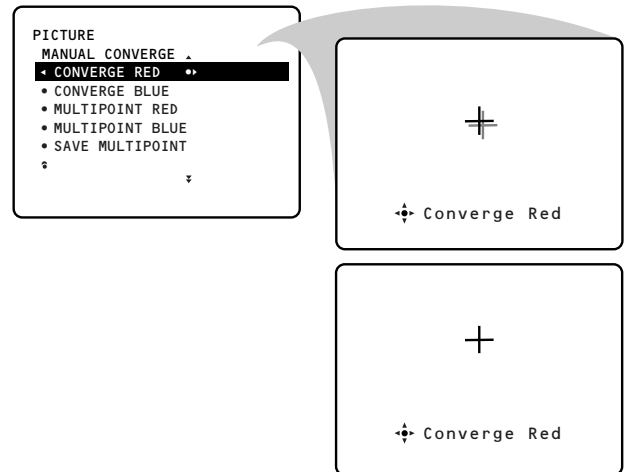 PICTURE
MANUAL CONVERGE
CONVERGE RED
• CONVERGE BLUE
• MULTIPOINT RED
• MULTIPOINT BLUE
• SAVE MULTIPOINT
Converge Red
Converge Red